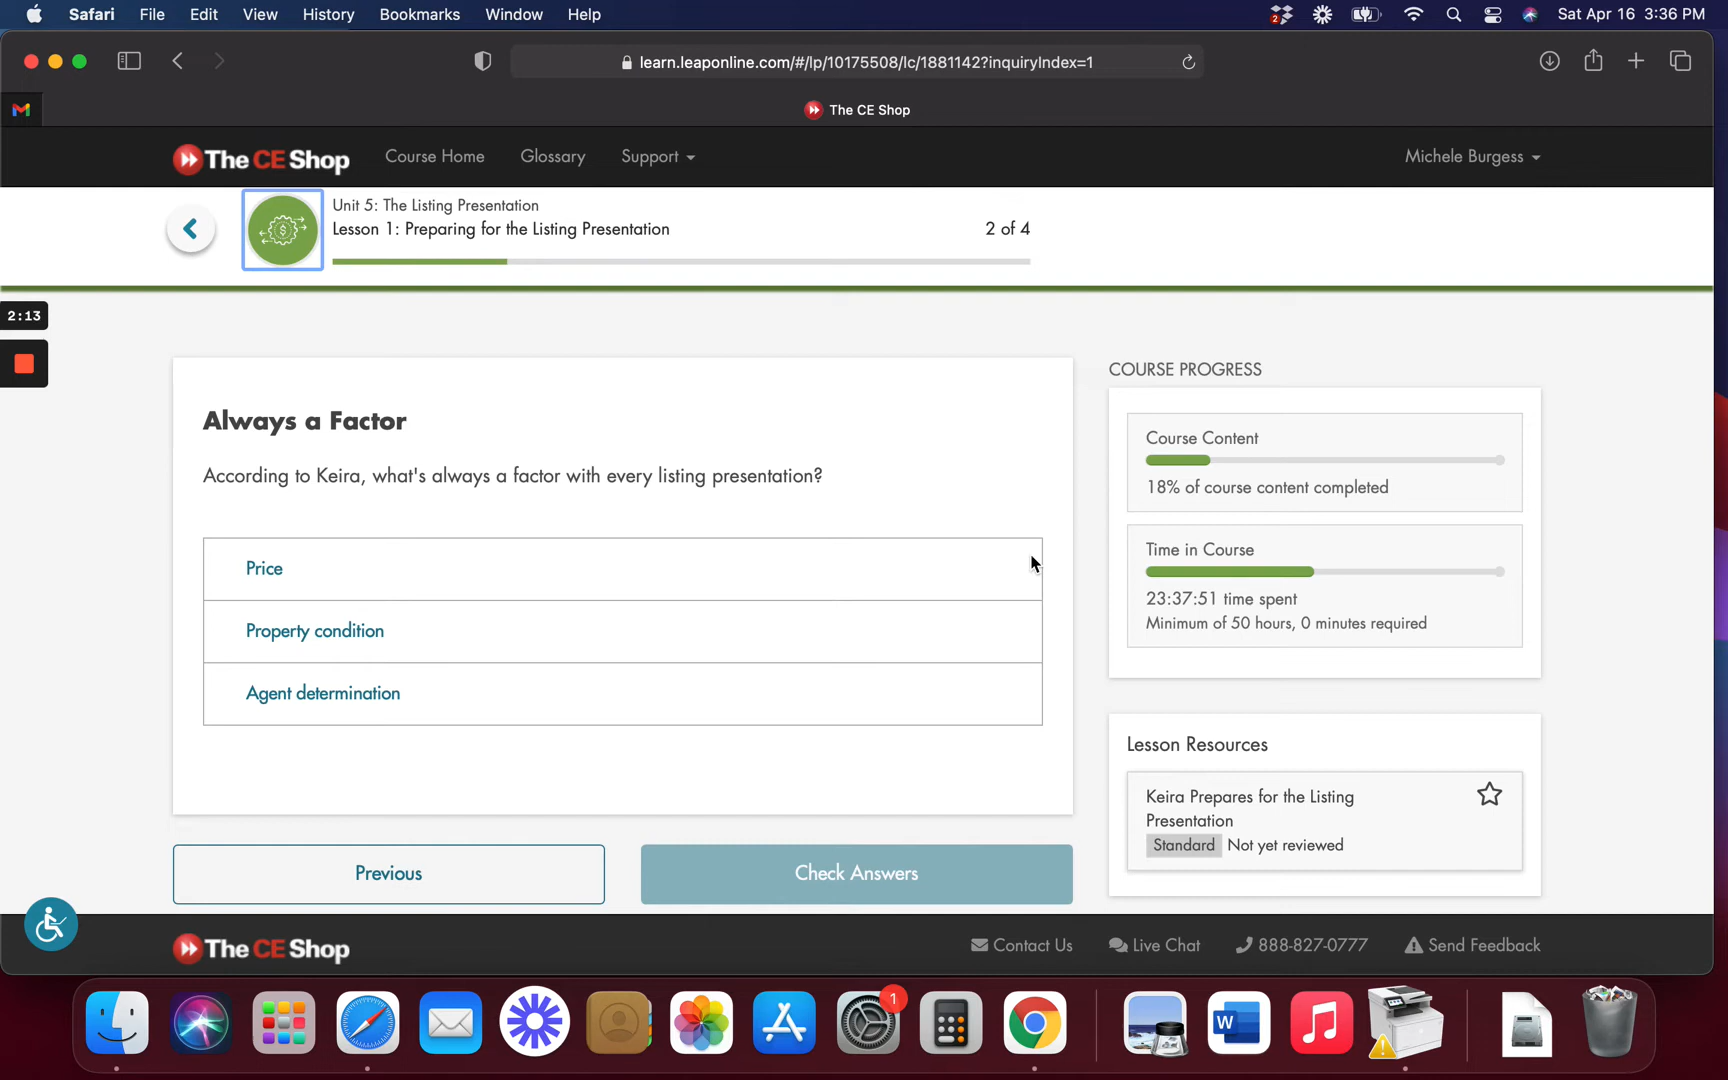 Safari File Edit View History Bookmarks Window Help
2
Sat Apr 16 3:36 PM
learn.leaponline.com/#/lp/10175508/lc/1881142?inquiryIndex=1
The CE Shop
The CE Shop Course Home Glossary Support Michele Burgess
Unit 5: The Listing Presentation
Lesson 1: Preparing for the Listing Presentation
2 of 4
2:13
Always a Factor
According to Keira, what's always a factor with every listing presentation?
Price
Property condition
Agent determination
Previous
Check Answers
COURSE PROGRESS
Course Content
18% of course content completed
Time in Course
23:37:51 time spent
Minimum of 50 hours, 0 minutes required
Lesson Resources
Keira Prepares for the Listing
Presentation
Standard Not yet reviewed
The CE Shop
Contact Us Live Chat 888-827-0777 Send Feedback
1
W